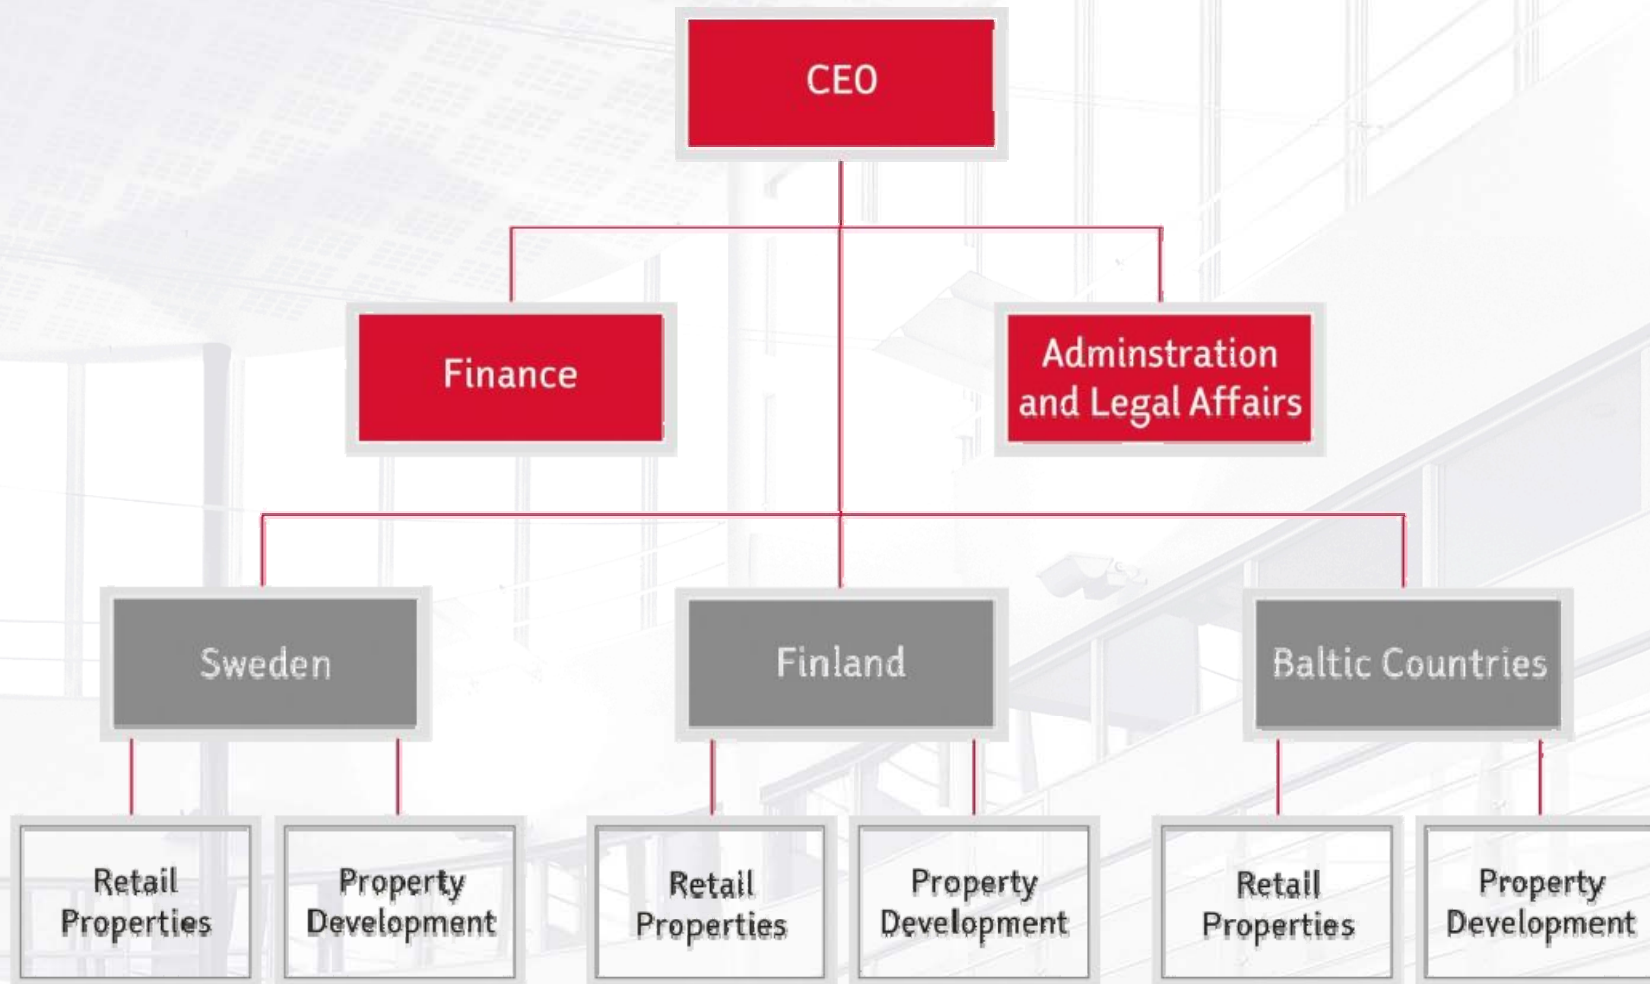 CEO
Finance
Adminstration
and Legal Affairs
Sweden
Finland
Baltic Countries
Retail
Properties
Property
Development
Retail
Properties
Property
Development
Retail
Properties
Property
Development